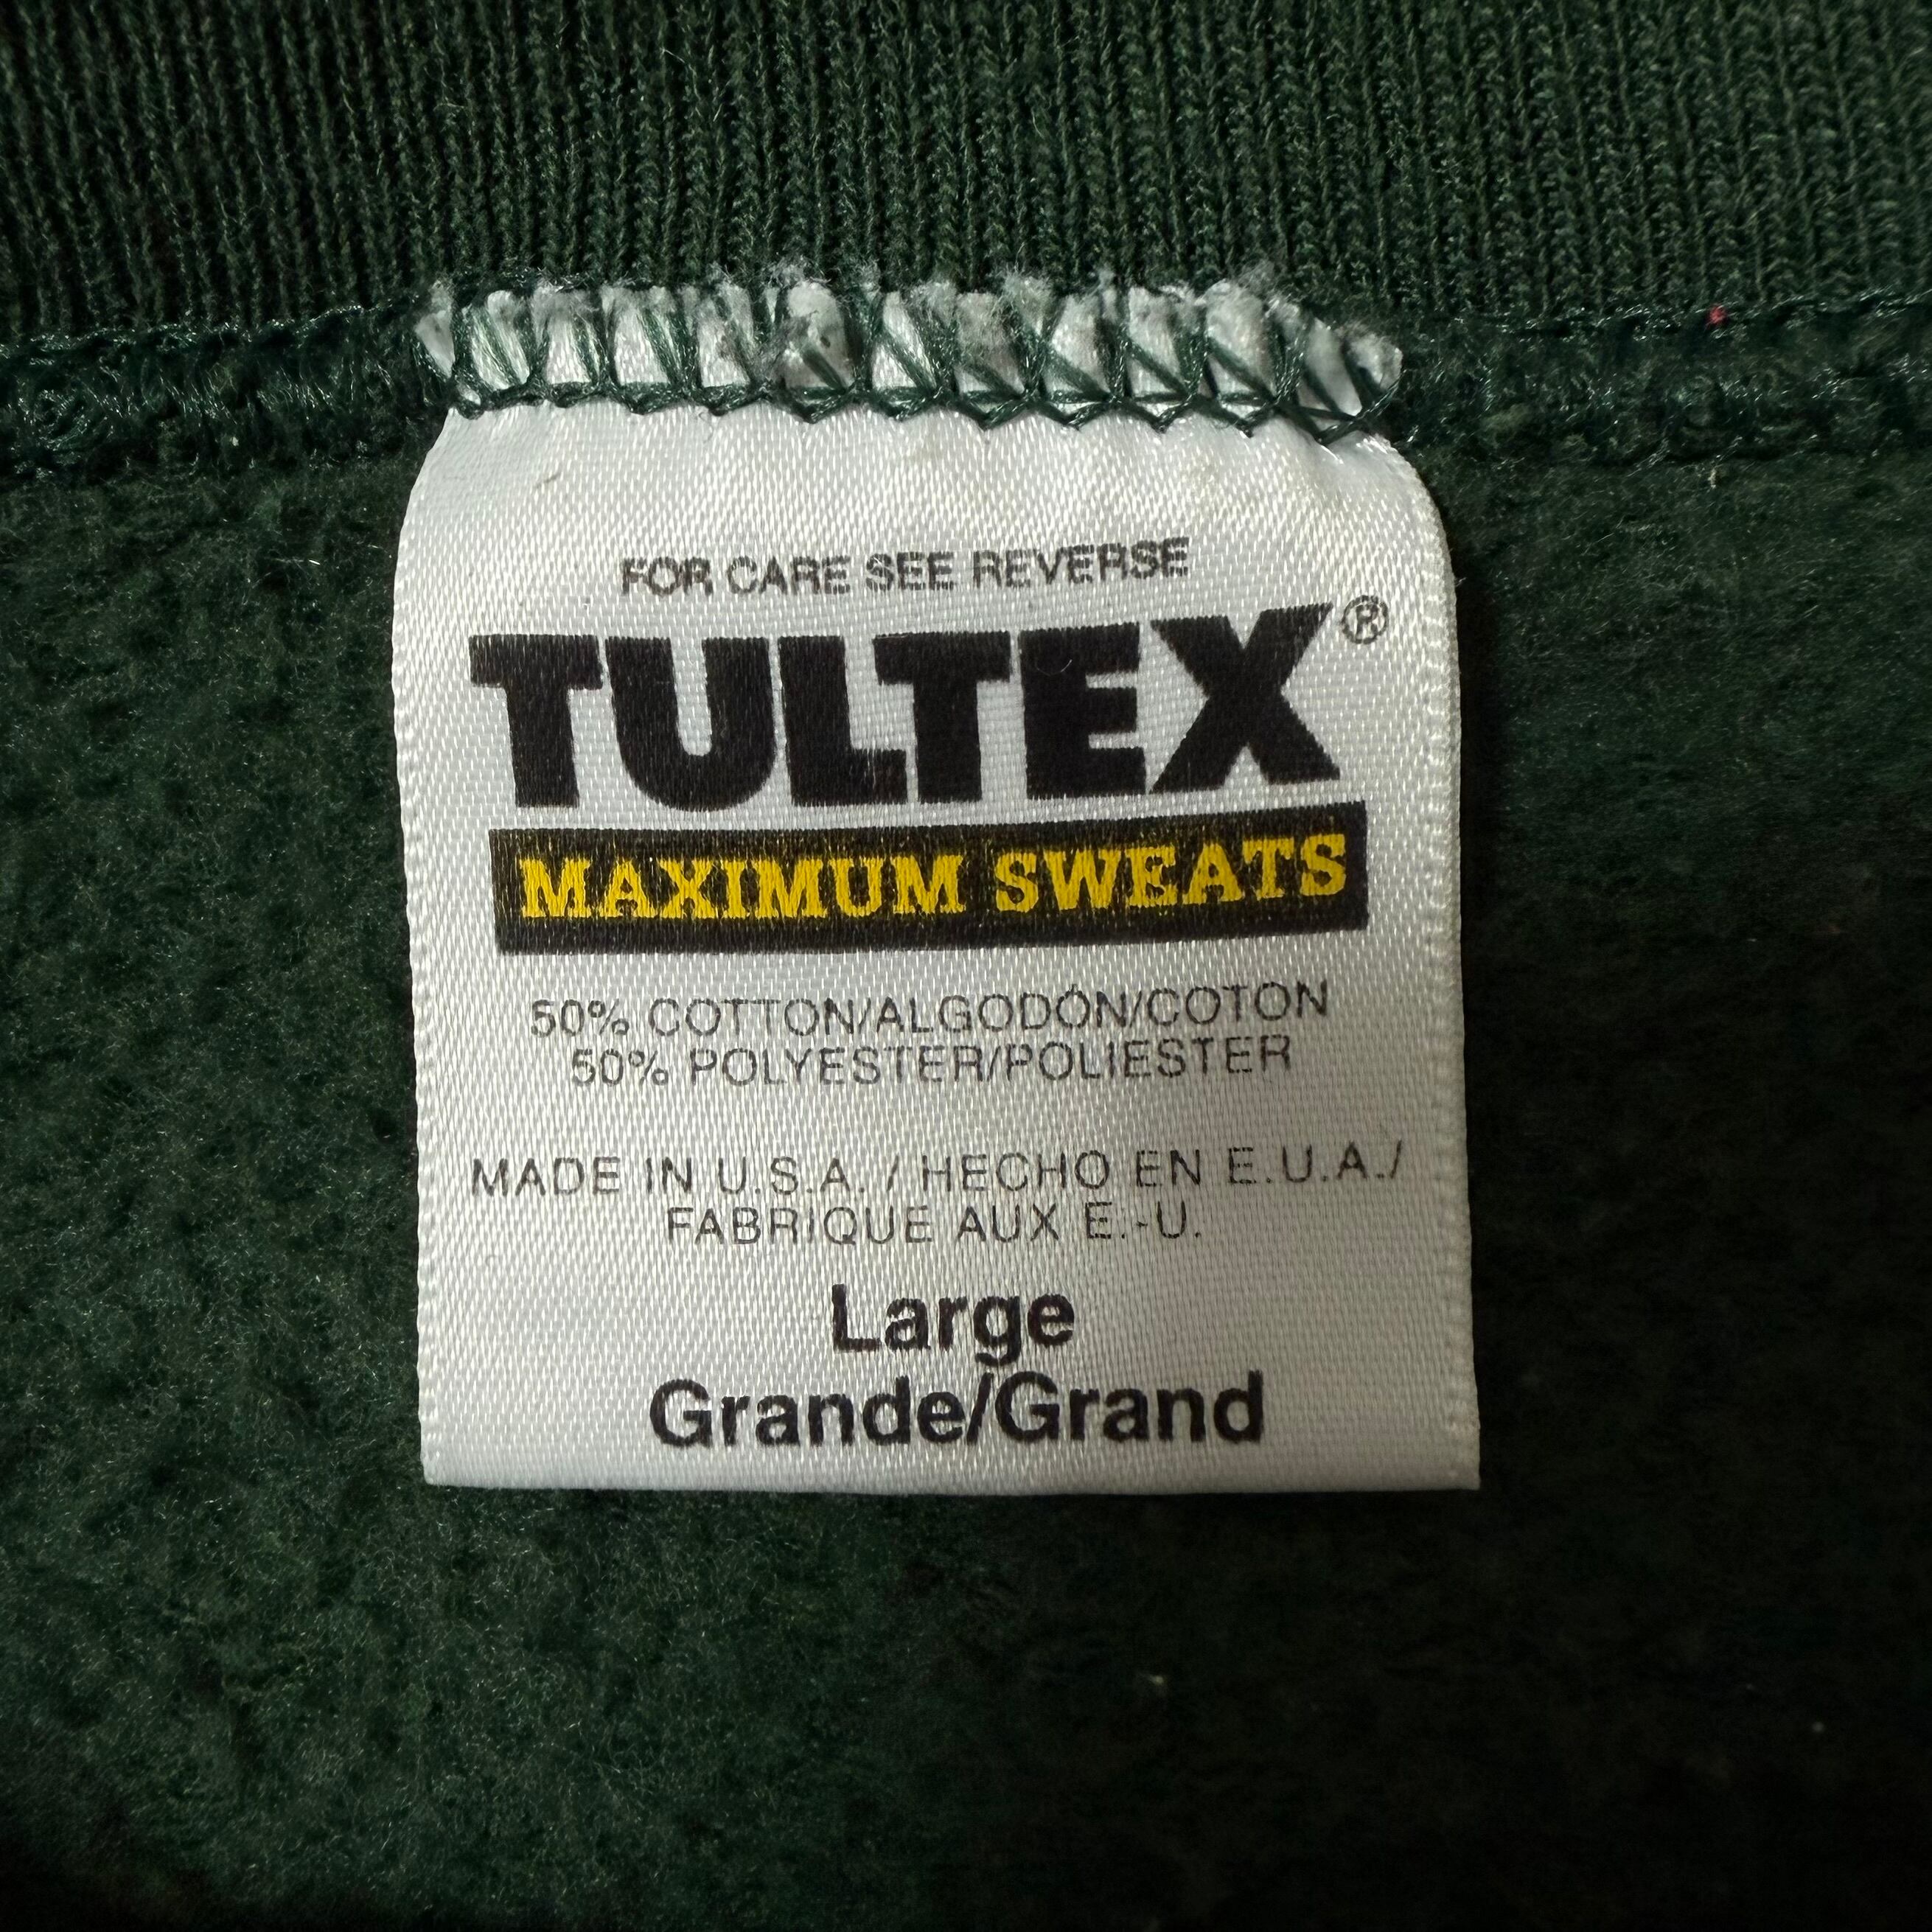 FOR CARE SEE REVERSE
TULTEX®
MAXIMUM SWEATS
50% COTTON/ALGODÓN/COTON
50% POLYESTER/POLIESTER
MADE IN U.S.A. / HECHO EN E.U.A./
FABRIQUE AUX E.-U.
Large
Grande/Grand